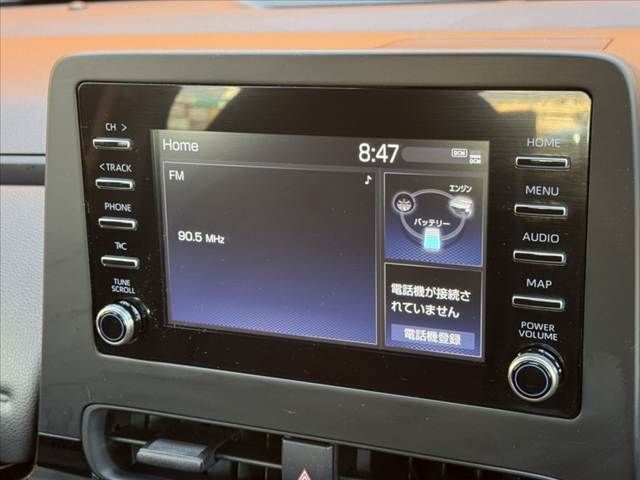 CH >
< TRACK
PHONE
T/C
TUNE
SCROLL
Home
8:47
DCM
DCM
FM
♪
90.5 MHz
エンジン
バッテリー
電話機が接続さ
れていません
電話機登録
HOME
MENU
AUDIO
MAP
POWER
VOLUME